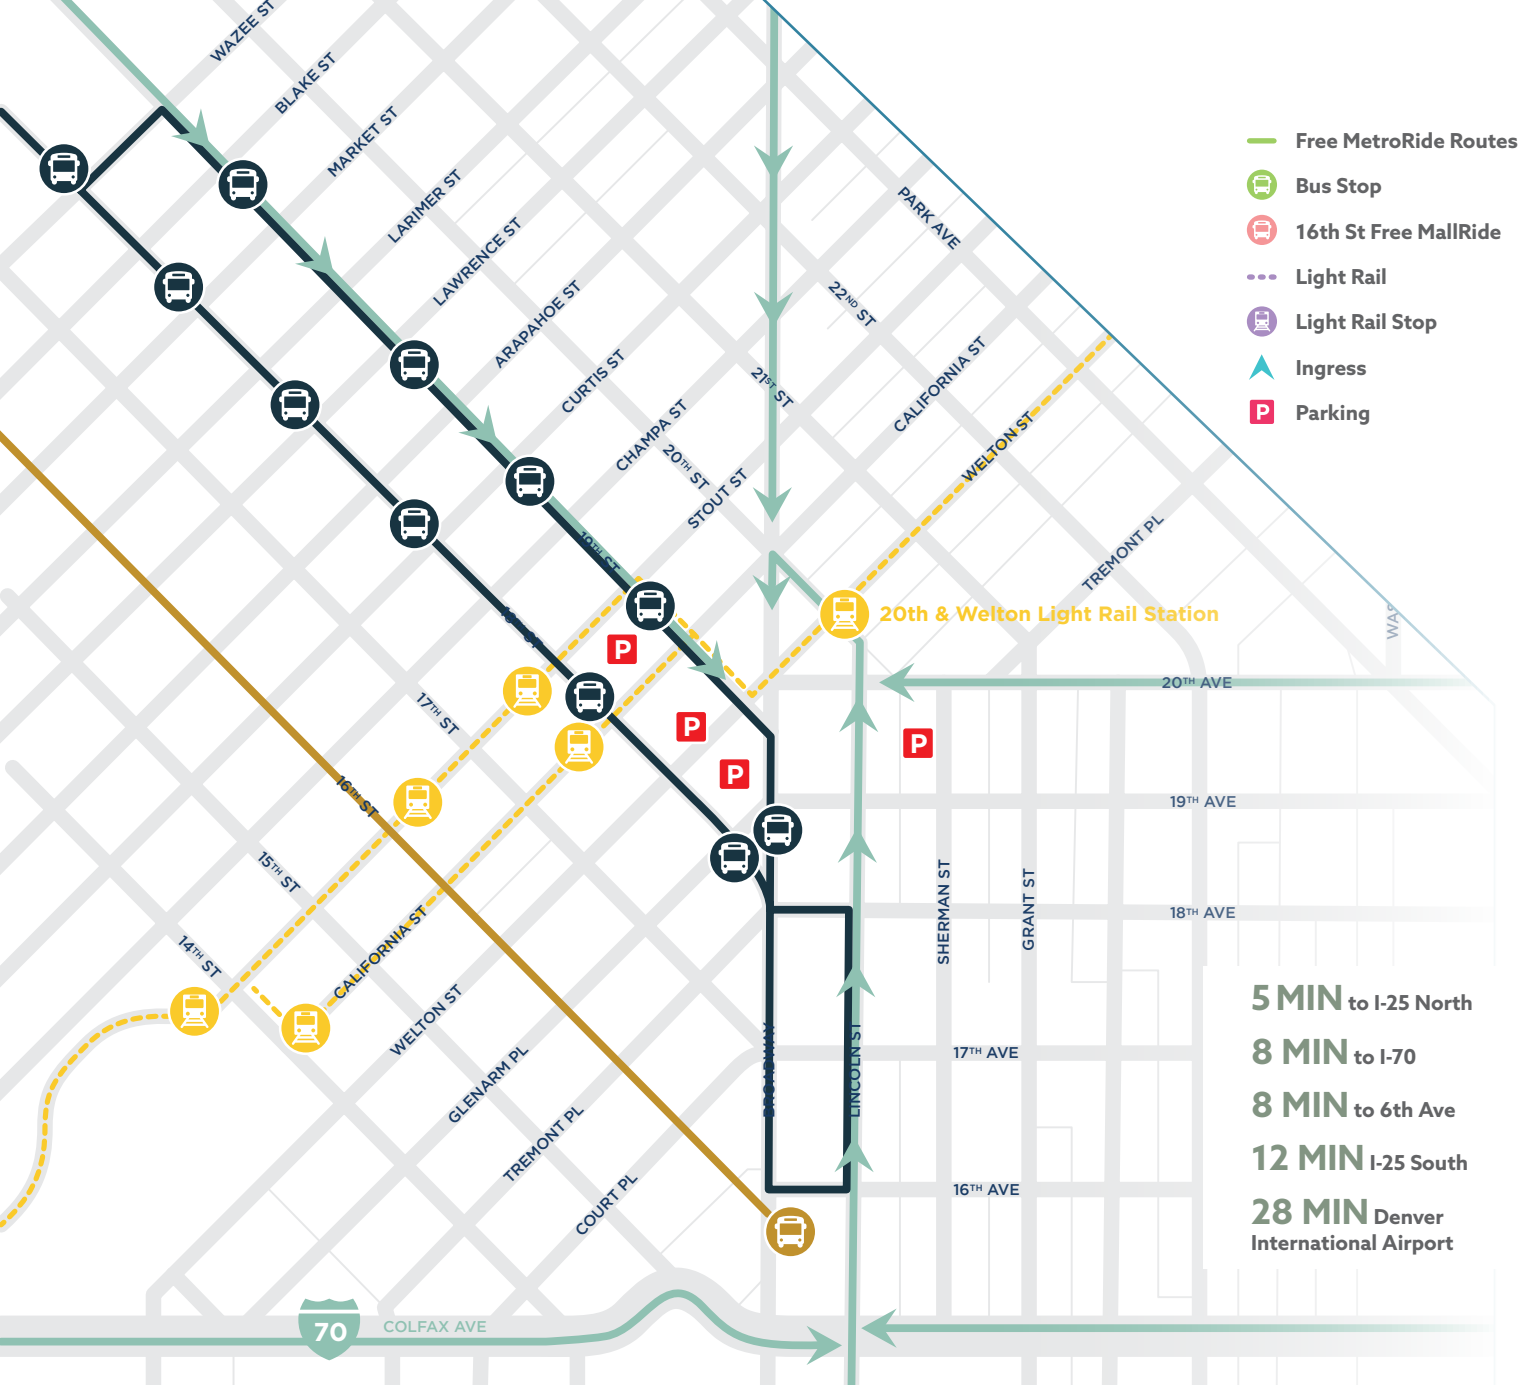 WAZEE ST
BLAKE ST
MARKET ST
LARIMER ST
LAWRENCE ST
ARAPAHOE ST
CURTIS ST
CHAMPA ST
20TH ST
STOUT ST
PARK AVE
22ND ST
21ST ST
CALIFORNIA ST
WELTON ST
TREMONT PL
19TH ST
18TH ST
17TH ST
16TH ST
15TH ST
14TH ST
CALIFORNIA ST
WELTON ST
GLENARM PL
TREMONT PL
COURT PL
20th & Welton Light Rail Station
P
P
P
P
20TH AVE
19TH AVE
18TH AVE
17TH AVE
16TH AVE
SHERMAN ST
GRANT ST
BROADWAY
LINCOLN ST
70
COLFAX AVE
Free MetroRide Routes
Bus Stop
16th St Free MallRide
Light Rail
Light Rail Stop
Ingress
P Parking
5 MIN to I-25 North
8 MIN to I-70
8 MIN to 6th Ave
12 MIN I-25 South
28 MIN Denver
International Airport